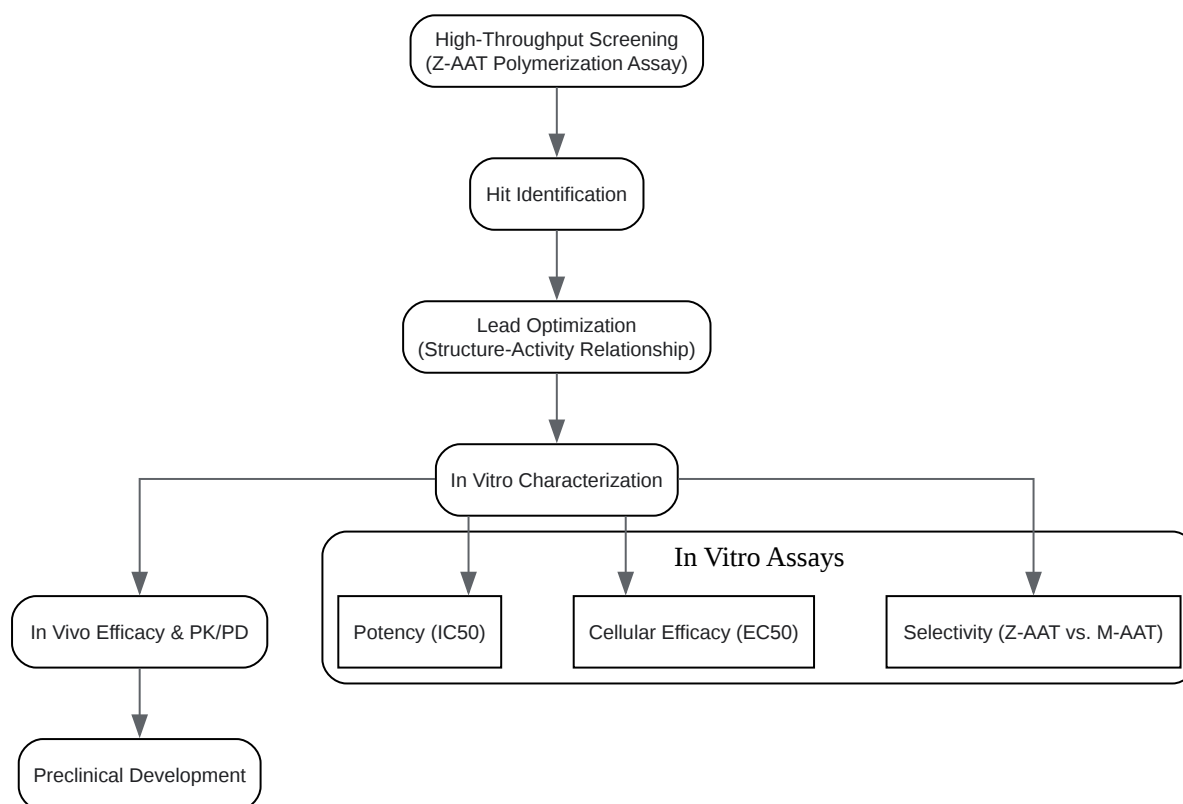 High-Throughput Screening
(Z-AAT Polymerization Assay)
Hit Identification
Lead Optimization
(Structure-Activity Relationship)
In Vitro Characterization
In Vitro Assays
In Vivo Efficacy & PK/PD
Potency (IC50)
Cellular Efficacy (EC50)
Selectivity (Z-AAT vs. M-AAT)
Preclinical Development